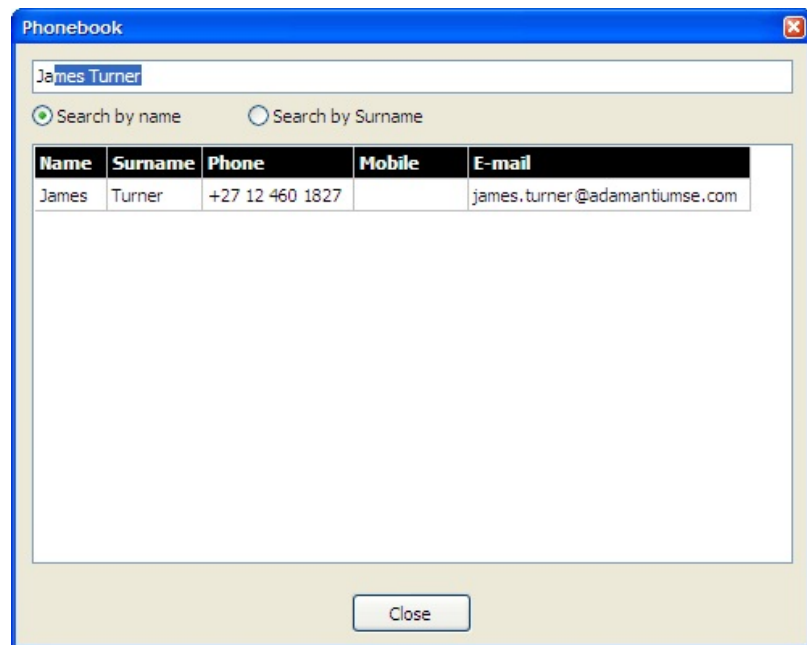 Phonebook
James Turner
Search by name Search by Surname
Name Surname Phone Mobile E-mail
James Turner +27 12 460 1827 james.turner@adamantiumse.com
Close